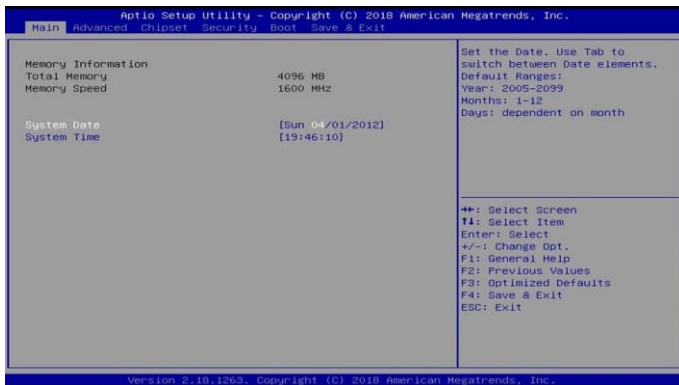 Aptio Setup Utility – Copyright (C) 2018 American Megatrends, Inc.
Main Advanced Chipset Security Boot Save & Exit
Memory Information
Total Memory 4096 MB
Memory Speed 1600 MHz
System Date [Sun 04/01/2012]
System Time [19:46:10]
Set the Date. Use Tab to
switch between Date elements.
Default Ranges:
Year: 2005-2099
Months: 1-12
Days: dependent on month
→←: Select Screen
↑↓: Select Item
Enter: Select
+/-: Change Opt.
F1: General Help
F2: Previous Values
F3: Optimized Defaults
F4: Save & Exit
ESC: Exit
Version 2.18.1263. Copyright (C) 2018 American Megatrends, Inc.